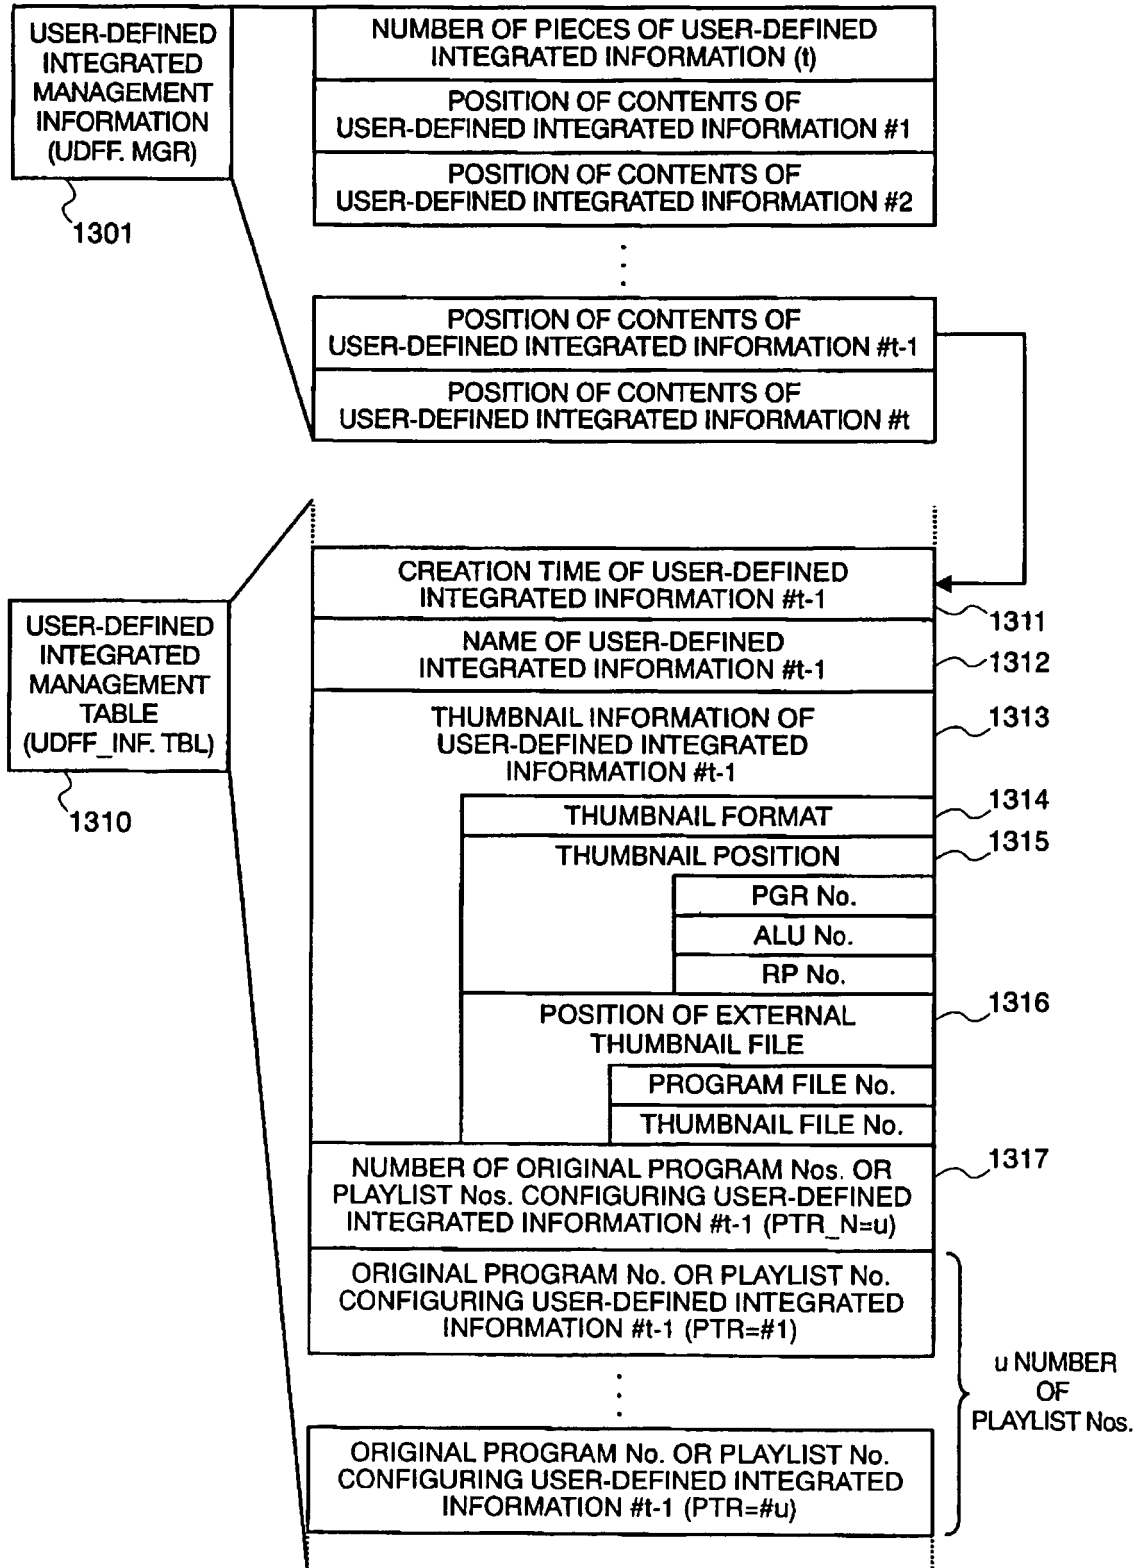 USER-DEFINED
INTEGRATED
MANAGEMENT
INFORMATION
(UDFF. MGR)
1301
NUMBER OF PIECES OF USER-DEFINED
INTEGRATED INFORMATION (t)
POSITION OF CONTENTS OF
USER-DEFINED INTEGRATED INFORMATION #1
POSITION OF CONTENTS OF
USER-DEFINED INTEGRATED INFORMATION #2
POSITION OF CONTENTS OF
USER-DEFINED INTEGRATED INFORMATION #t-1
POSITION OF CONTENTS OF
USER-DEFINED INTEGRATED INFORMATION #t
USER-DEFINED
INTEGRATED
MANAGEMENT
TABLE
(UDFF_INF. TBL)
1310
CREATION TIME OF USER-DEFINED
INTEGRATED INFORMATION #t-1
1311
NAME OF USER-DEFINED
INTEGRATED INFORMATION #t-1
1312
THUMBNAIL INFORMATION OF
USER-DEFINED INTEGRATED
INFORMATION #t-1
1313
THUMBNAIL FORMAT
1314
THUMBNAIL POSITION
1315
PGR No.
ALU No.
RP No.
POSITION OF EXTERNAL
THUMBNAIL FILE
1316
PROGRAM FILE No.
THUMBNAIL FILE No.
NUMBER OF ORIGINAL PROGRAM Nos. OR
PLAYLIST Nos. CONFIGURING USER-DEFINED
INTEGRATED INFORMATION #t-1 (PTR_N=u)
1317
ORIGINAL PROGRAM No. OR PLAYLIST No.
CONFIGURING USER-DEFINED INTEGRATED
INFORMATION #t-1 (PTR=#1)
ORIGINAL PROGRAM No. OR PLAYLIST No.
CONFIGURING USER-DEFINED INTEGRATED
INFORMATION #t-1 (PTR=#u)
u NUMBER
OF
PLAYLIST Nos.